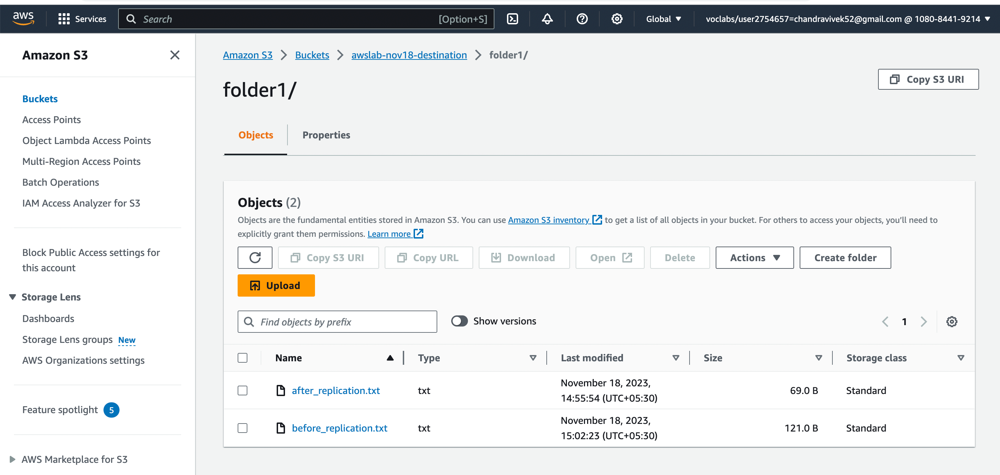 aws
Services
Search
[Option+S]
Global
voclabs/user2754657=chandravivek52@gmail.com @ 1080-8441-9214
Amazon S3
Buckets
Access Points
Object Lambda Access Points
Multi-Region Access Points
Batch Operations
IAM Access Analyzer for S3
Block Public Access settings for
this account
Storage Lens
Dashboards
Storage Lens groups New
AWS Organizations settings
Feature spotlight 5
AWS Marketplace for S3
Amazon S3 > Buckets > awslab-nov18-destination > folder1/
folder1/
Copy S3 URI
Objects
Properties
Objects (2)
Objects are the fundamental entities stored in Amazon S3. You can use Amazon S3 inventory to get a list of all objects in your bucket. For others to access your objects, you’ll need to
explicitly grant them permissions. Learn more
Copy S3 URI
Copy URL
Download
Open
Delete
Actions
Create folder
Upload
Find objects by prefix
Show versions
1
Name
Type
Last modified
Size
Storage class
after_replication.txt
txt
November 18, 2023,
14:55:54 (UTC+05:30)
69.0 B
Standard
before_replication.txt
txt
November 18, 2023,
15:02:23 (UTC+05:30)
121.0 B
Standard